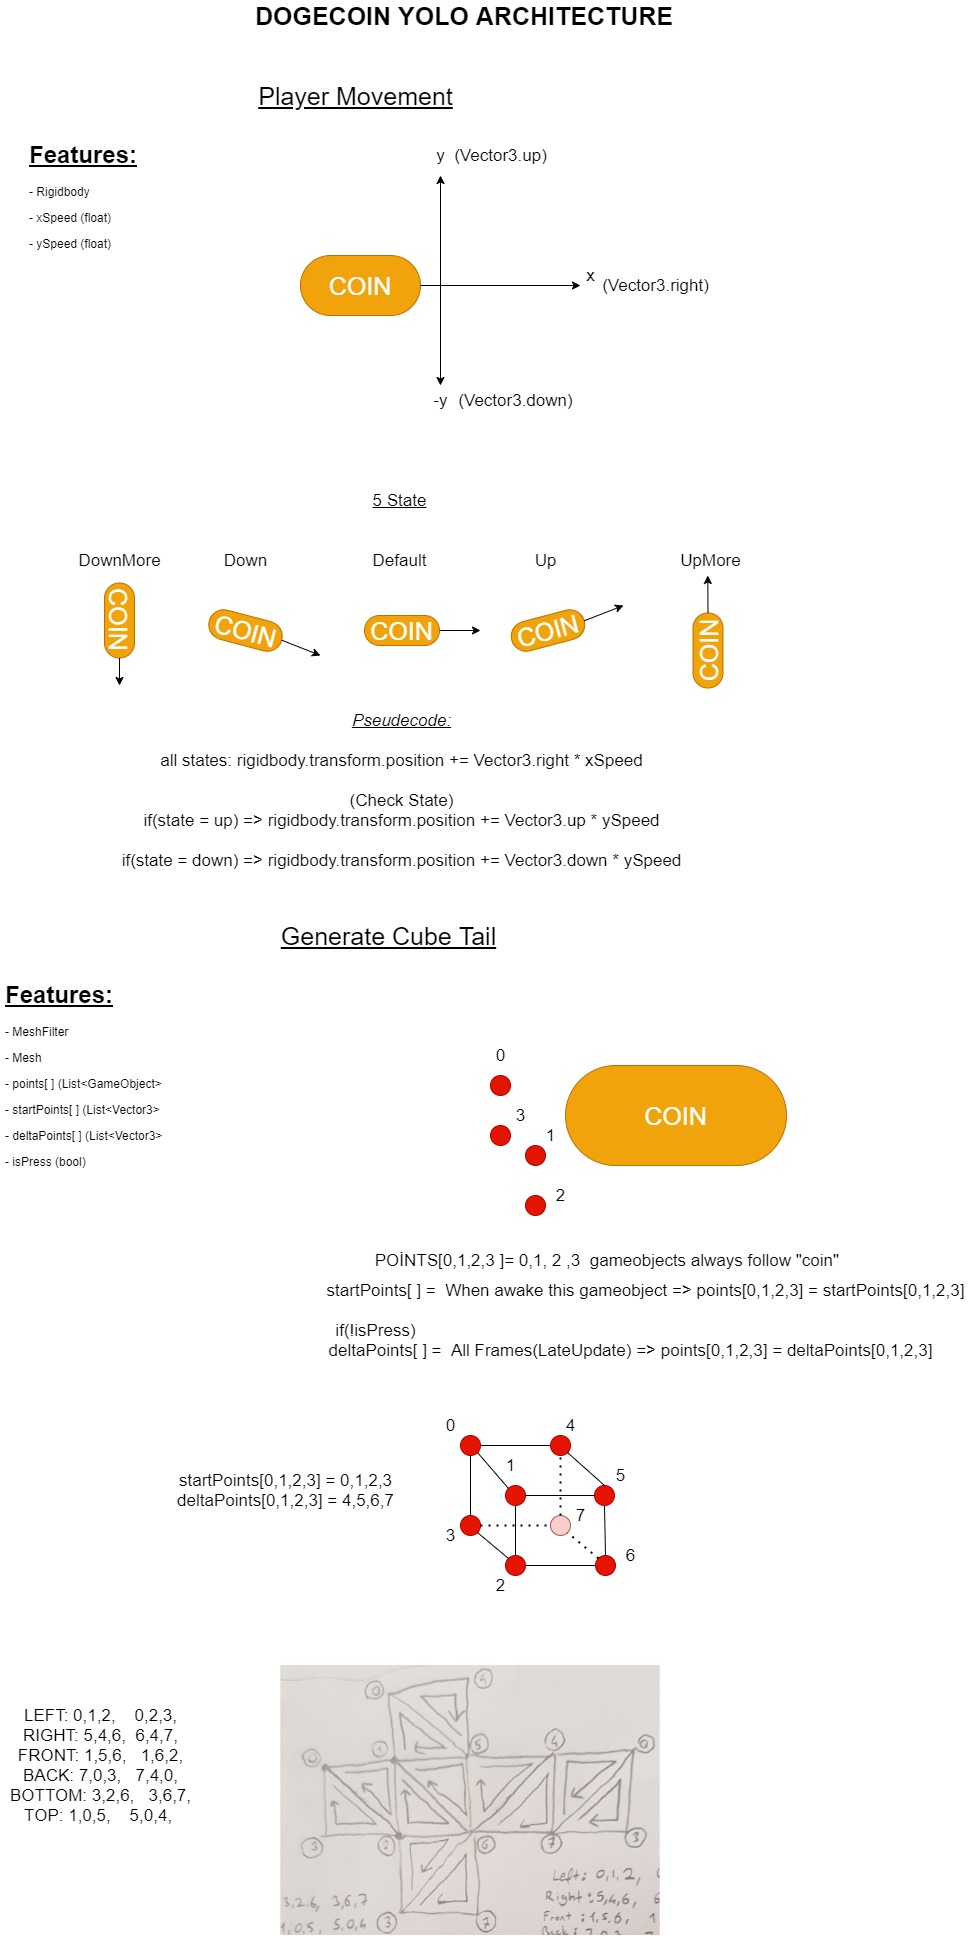 DOGECOIN YOLO ARCHITECTURE
Player Movement
Features:
- Rigidbody
- xSpeed (float)
- ySpeed (float)
y (Vector3.up)
COIN
x (Vector3.right)
-y (Vector3.down)
5 State
DownMore Down Default Up UpMore
COIN COIN COIN COIN COIN
Pseudecode:
all states: rigidbody.transform.position += Vector3.right * xSpeed
(Check State)
if(state = up) => rigidbody.transform.position += Vector3.up * ySpeed
if(state = down) => rigidbody.transform.position += Vector3.down * ySpeed
Generate Cube Tail
Features:
- MeshFilter
- Mesh
- points[ ] (List<GameObject>
- startPoints[ ] (List<Vector3>
- deltaPoints[ ] (List<Vector3>
- isPress (bool)
0
3
1
2
COIN
POİNTS[0,1,2,3 ]= 0,1, 2 ,3 gameobjects always follow "coin"
startPoints[ ] = When awake this gameobject => points[0,1,2,3] = startPoints[0,1,2,3]
if(!isPress)
deltaPoints[ ] = All Frames(LateUpdate) => points[0,1,2,3] = deltaPoints[0,1,2,3]
startPoints[0,1,2,3] = 0,1,2,3
deltaPoints[0,1,2,3] = 4,5,6,7
0 4
1 5
7
3
6
2
LEFT: 0,1,2, 0,2,3,
RIGHT: 5,4,6, 6,4,7,
FRONT: 1,5,6, 1,6,2,
BACK: 7,0,3, 7,4,0,
BOTTOM: 3,2,6, 3,6,7,
TOP: 1,0,5, 5,0,4,
0 4
0 1 5 4 0
3 2 6 7 3
3 7
3,2,6, 3,6,7
1,0,5, 5,0,4
Left: 0,1,2,
Right: 5,4,6, 6
Front: 1,5,6, 1